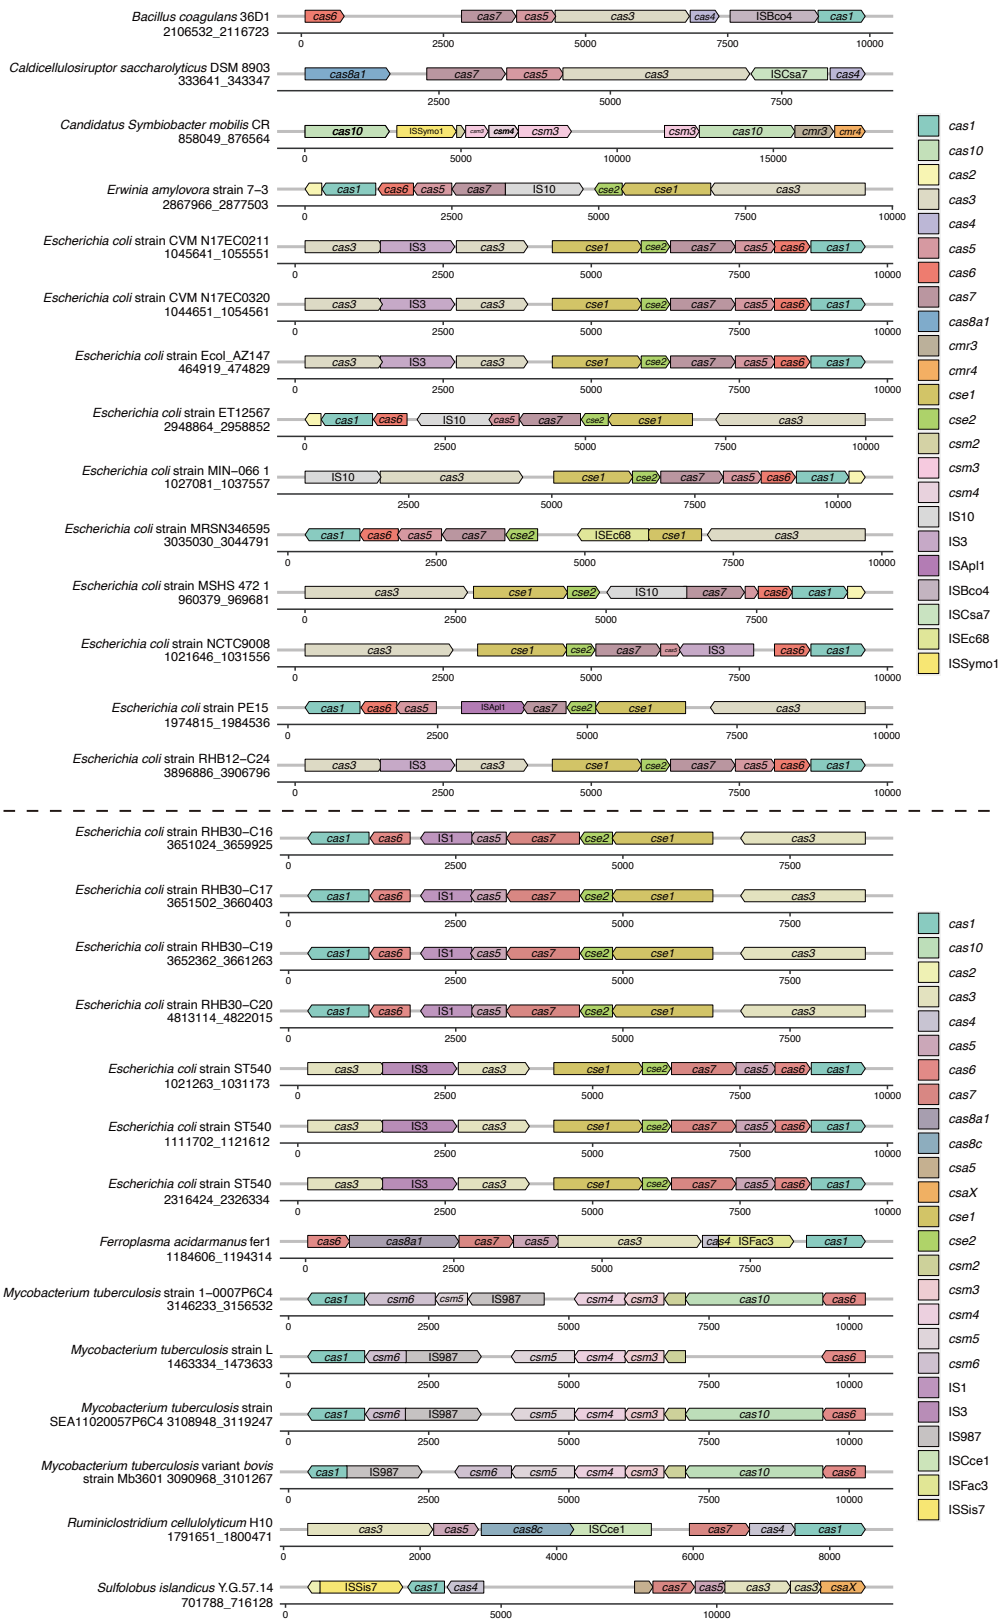 Bacillus coagulans 36D1
2106532_2116723
cas6 cas7 cas5 cas3 cas4 ISBco4 cas1
0 2500 5000 7500 10000
Caldicellulosiruptor saccharolyticus DSM 8903
333641_343347
cas8a1 cas7 cas5 cas3 ISCsa7 cas4
2500 5000 7500
Candidatus Symbiobacter mobilis CR
858049_876564
cas10 ISSymo1 csm3 csm4 csm3 csm3 cas10 cmr3 cmr4
0 5000 10000 15000
Erwinia amylovora strain 7−3
2867966_2877503
cas1 cas6 cas5 cas7 IS10 cse2 cse1 cas3
0 2500 5000 7500 10000
Escherichia coli strain CVM N17EC0211
1045641_1055551
cas3 IS3 cas3 cse1 cse2 cas7 cas5 cas6 cas1
0 2500 5000 7500 10000
Escherichia coli strain CVM N17EC0320
1044651_1054561
cas3 IS3 cas3 cse1 cse2 cas7 cas5 cas6 cas1
0 2500 5000 7500 10000
Escherichia coli strain Ecol_AZ147
464919_474829
cas3 IS3 cas3 cse1 cse2 cas7 cas5 cas6 cas1
0 2500 5000 7500 10000
Escherichia coli strain ET12567
2948864_2958852
cas1 cas6 IS10 cas5 cas7 cse2 cse1 cas3
0 2500 5000 7500 10000
Escherichia coli strain MIN−066 1
1027081_1037557
IS10 cas3 cse1 cse2 cas7 cas5 cas6 cas1
2500 5000 7500 10000
Escherichia coli strain MRSN346595
3035030_3044791
cas1 cas6 cas5 cas7 cse2 ISEc68 cse1 cas3
0 2500 5000 7500 10000
Escherichia coli strain MSHS 472 1
960379_969681
cas3 cse1 cse2 IS10 cas7 cas6 cas1
0 2500 5000 7500
Escherichia coli strain NCTC9008
1021646_1031556
cas3 cse1 cse2 cas7 cas5 IS3 cas6 cas1
0 2500 5000 7500 10000
Escherichia coli strain PE15
1974815_1984536
cas1 cas6 cas5 ISApl1 cas7 cse2 cse1 cas3
0 2500 5000 7500 10000
Escherichia coli strain RHB12−C24
3896886_3906796
cas3 IS3 cas3 cse1 cse2 cas7 cas5 cas6 cas1
0 2500 5000 7500 10000
cas1
cas10
cas2
cas3
cas4
cas5
cas6
cas7
cas8a1
cmr3
cmr4
cse1
cse2
csm2
csm3
csm4
IS10
IS3
ISApl1
ISBco4
ISCsa7
ISEc68
ISSymo1
Escherichia coli strain RHB30−C16
3651024_3659925
cas1 cas6 IS1 cas5 cas7 cse2 cse1 cas3
0 2500 5000 7500
Escherichia coli strain RHB30−C17
3651502_3660403
cas1 cas6 IS1 cas5 cas7 cse2 cse1 cas3
0 2500 5000 7500
Escherichia coli strain RHB30−C19
3652362_3661263
cas1 cas6 IS1 cas5 cas7 cse2 cse1 cas3
0 2500 5000 7500
Escherichia coli strain RHB30−C20
4813114_4822015
cas1 cas6 IS1 cas5 cas7 cse2 cse1 cas3
0 2500 5000 7500
Escherichia coli strain ST540
1021263_1031173
cas3 IS3 cas3 cse1 cse2 cas7 cas5 cas6 cas1
0 2500 5000 7500 10000
Escherichia coli strain ST540
1111702_1121612
cas3 IS3 cas3 cse1 cse2 cas7 cas5 cas6 cas1
0 2500 5000 7500 10000
Escherichia coli strain ST540
2316424_2326334
cas3 IS3 cas3 cse1 cse2 cas7 cas5 cas6 cas1
0 2500 5000 7500 10000
Ferroplasma acidarmanus fer1
1184606_1194314
cas6 cas8a1 cas7 cas5 cas3 cas4 ISFac3 cas1
0 2500 5000 7500
Mycobacterium tuberculosis strain 1−0007P6C4
3146233_3156532
cas1 csm6 csm5 IS987 csm4 csm3 cas10 cas6
0 2500 5000 7500 10000
Mycobacterium tuberculosis strain L
1463334_1473633
cas1 csm6 IS987 csm5 csm4 csm3 cas6
0 2500 5000 7500 10000
Mycobacterium tuberculosis strain
SEA11020057P6C4 3108948_3119247
cas1 csm6 IS987 csm5 csm4 csm3 cas10 cas6
0 2500 5000 7500 10000
Mycobacterium tuberculosis variant bovis
strain Mb3601 3090968_3101267
cas1 IS987 csm6 csm5 csm4 csm3 cas10 cas6
0 2500 5000 7500 10000
Ruminiclostridium cellulolyticum H10
1791651_1800471
cas3 cas5 cas8c ISCce1 cas7 cas4 cas1
0 2000 4000 6000 8000
Sulfolobus islandicus Y.G.57.14
701788_716128
ISSis7 cas1 cas4 cas7 cas5 cas3 cas3 csaX
0 5000 10000
cas1
cas10
cas2
cas3
cas4
cas5
cas6
cas7
cas8a1
cas8c
csa5
csaX
cse1
cse2
csm2
csm3
csm4
csm5
csm6
IS1
IS3
IS987
ISCce1
ISFac3
ISSis7